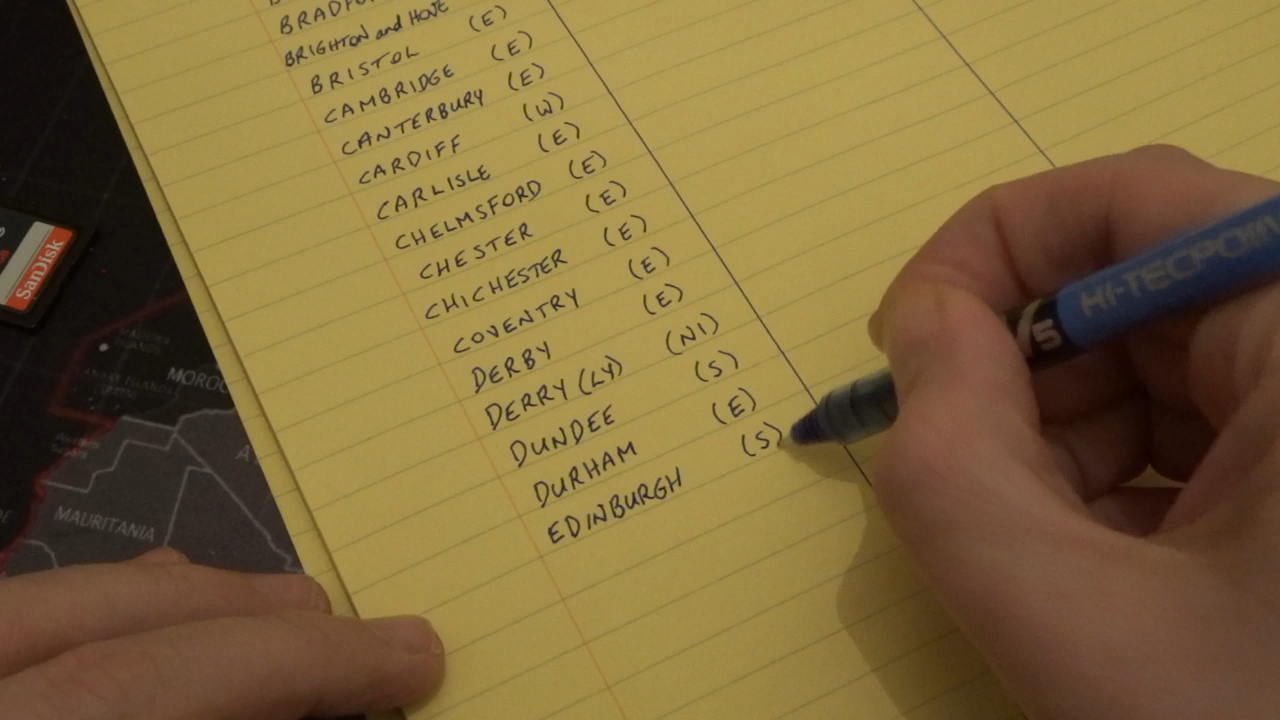 BRIGHTON and HOVE
BRISTOL (E)
CAMBRIDGE (E)
CANTERBURY (E)
CARDIFF (W)
CARLISLE (E)
CHELMSFORD (E)
CHESTER (E)
CHICHESTER (E)
COVENTRY (E)
DERBY (E)
DERRY (LY) (NI)
DUNDEE (S)
DURHAM (E)
EDINBURGH (S)
SanDisk
MAURITANIA
HI-TECPOINT
V5